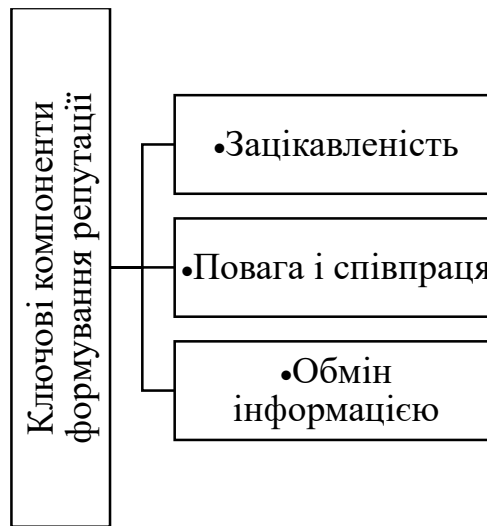 Ключові компоненти
формування репутації
•Зацікавленість
•Повага і співпраця
•Обмін
інформацією